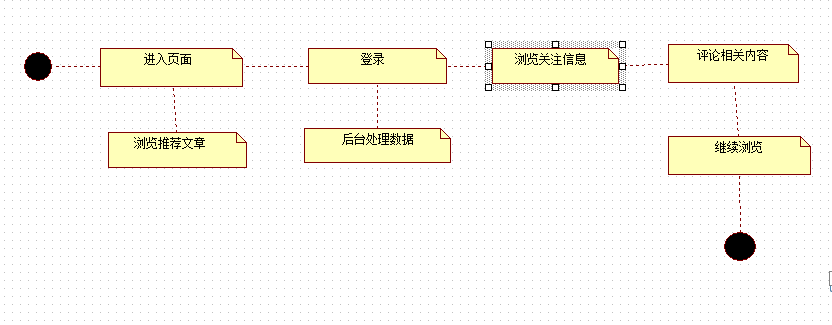 进入页面
登录
浏览关注信息
评论相关内容
浏览推荐文章
后台处理数据
继续浏览